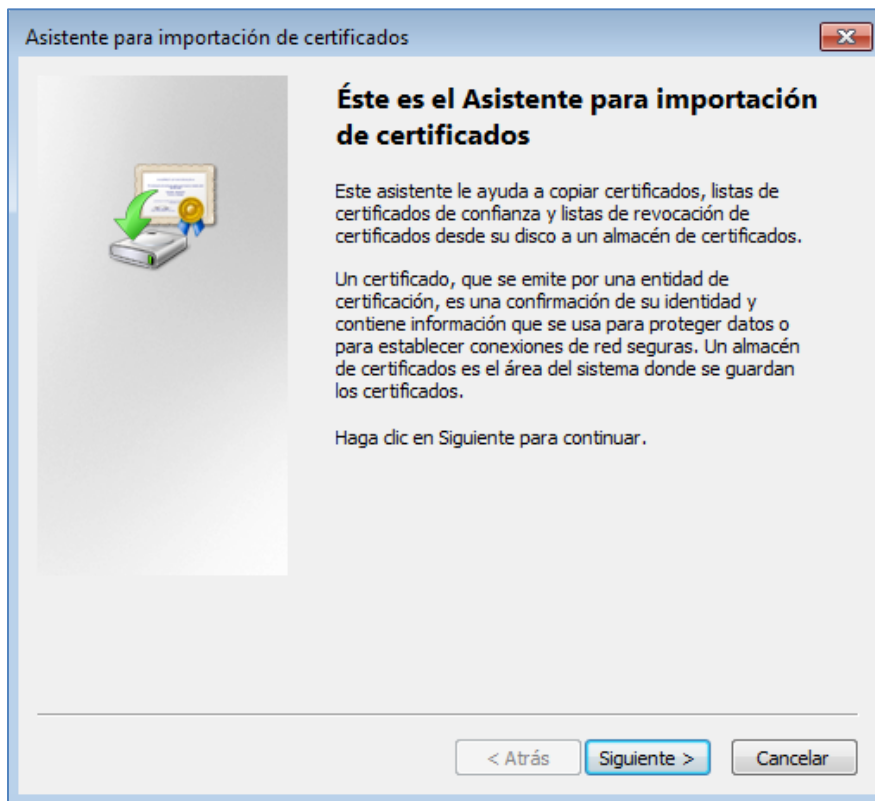 Asistente para importación de certificados
Éste es el Asistente para importación
de certificados
Este asistente le ayuda a copiar certificados, listas de
certificados de confianza y listas de revocación de
certificados desde su disco a un almacén de certificados.
Un certificado, que se emite por una entidad de
certificación, es una confirmación de su identidad y
contiene información que se usa para proteger datos o
para establecer conexiones de red seguras. Un almacén
de certificados es el área del sistema donde se guardan
los certificados.
Haga clic en Siguiente para continuar.
< Atrás
Siguiente >
Cancelar